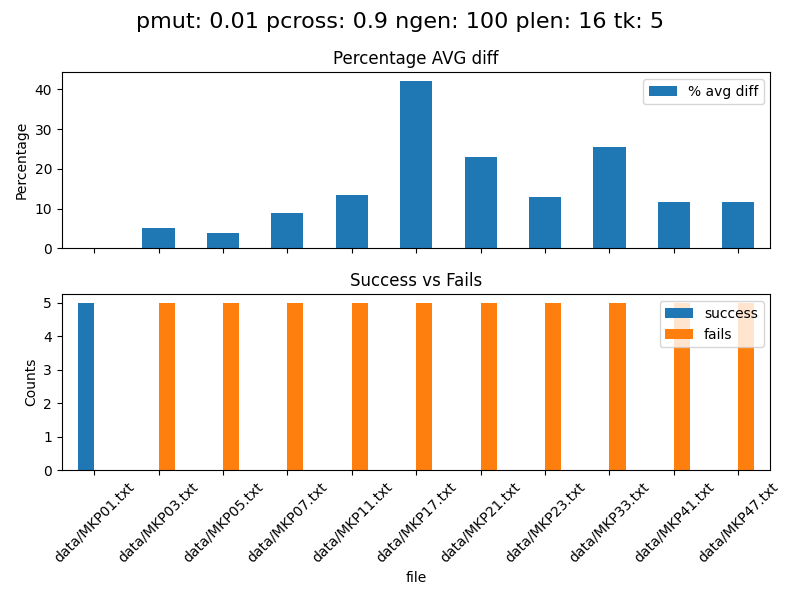 pmut: 0.01 pcross: 0.9 ngen: 100 plen: 16 tk: 5
Percentage AVG diff
% avg diff
Percentage
40
30
20
10
0
Success vs Fails
success
fails
Counts
5
4
3
2
1
0
data/MKP01.txt
data/MKP03.txt
data/MKP05.txt
data/MKP07.txt
data/MKP11.txt
data/MKP17.txt
data/MKP21.txt
data/MKP23.txt
data/MKP33.txt
data/MKP41.txt
data/MKP47.txt
file